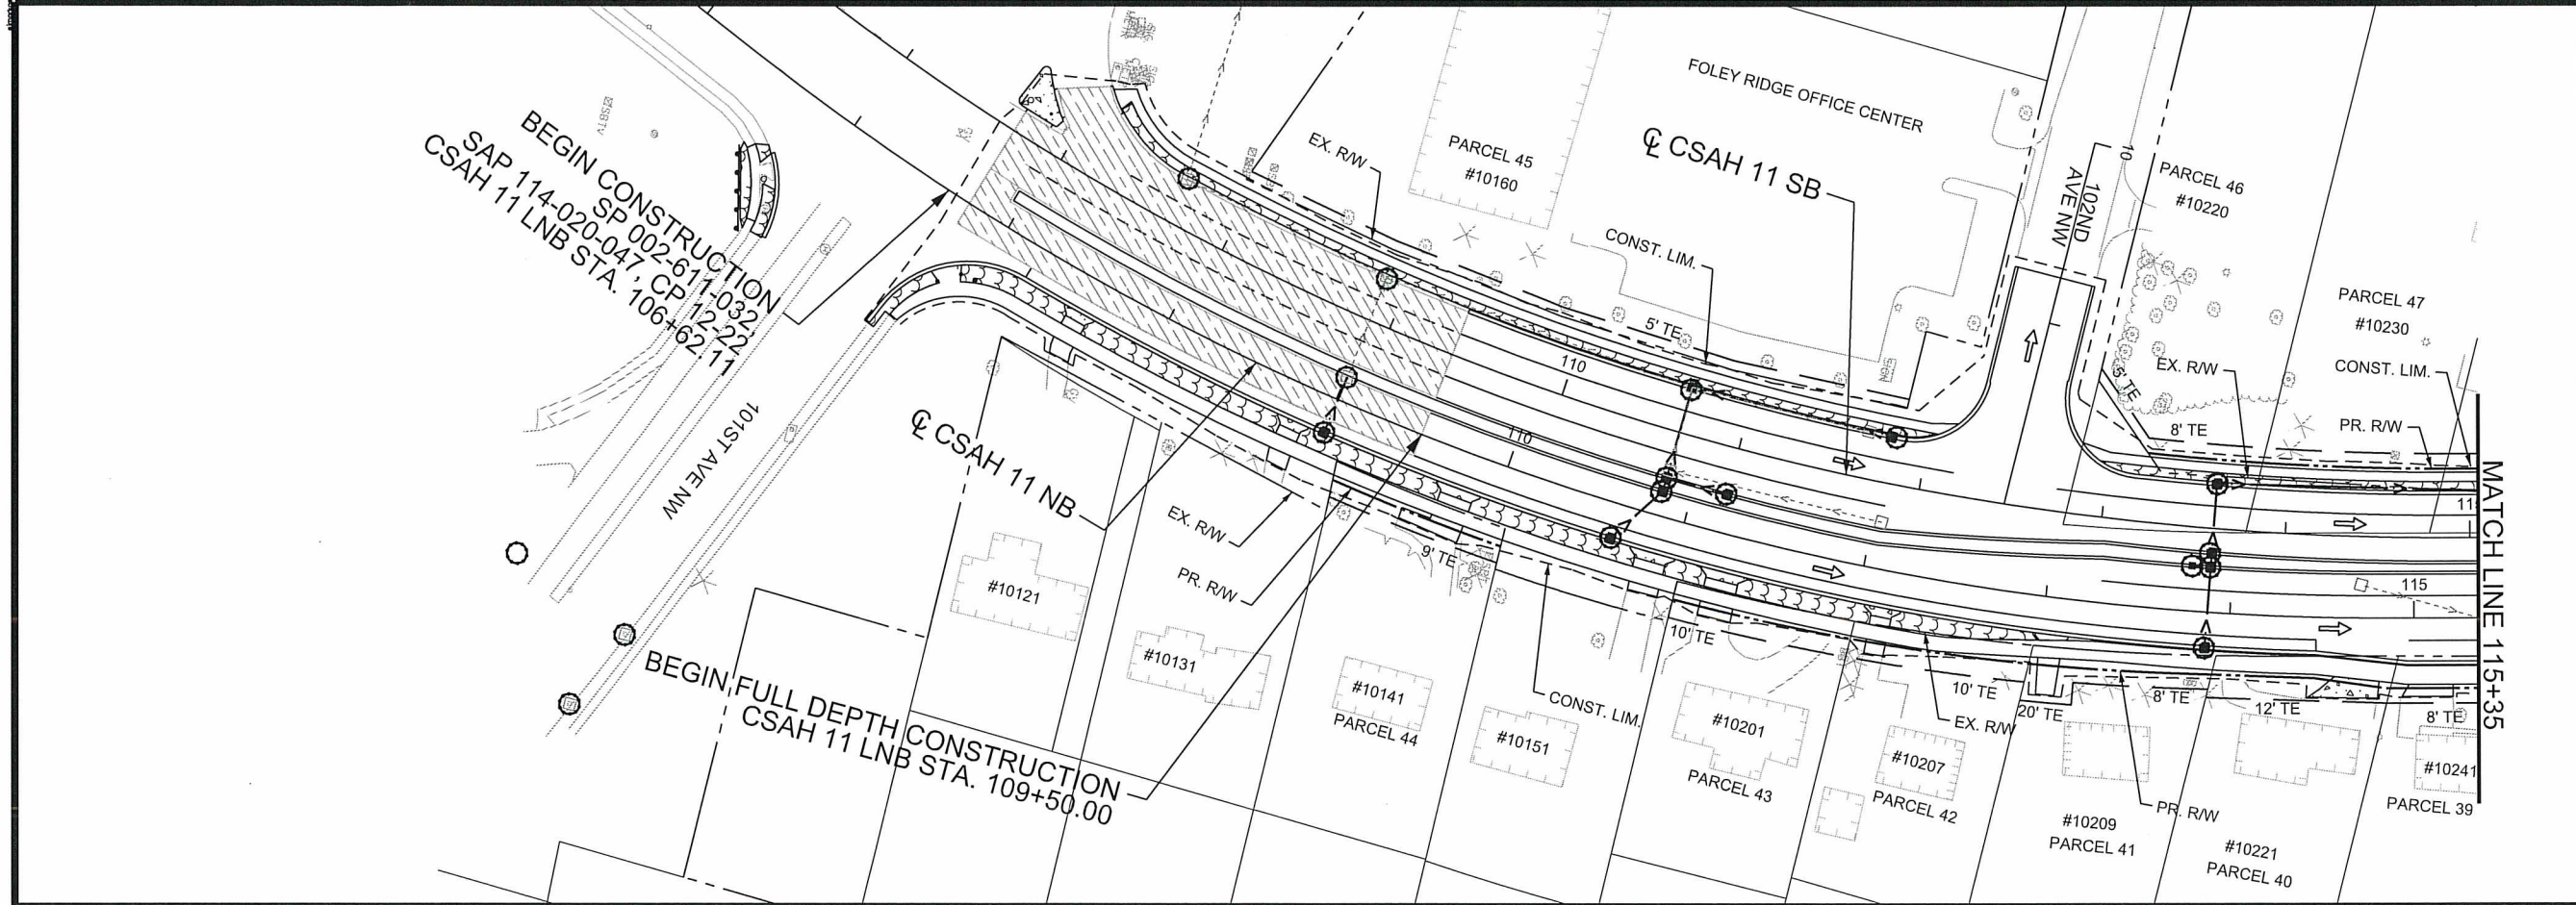 BEGIN CONSTRUCTION
SP 002-611-032,
SAP 114-020-047, CP 12-22,
CSAH 11 LNB STA. 106+62.11
101ST AVE NW
BEGIN FULL DEPTH CONSTRUCTION
CSAH 11 LNB STA. 109+50.00
℄ CSAH 11 NB
EX. R/W
PR. R/W
#10121
#10131
#10141
PARCEL 44
#10151
CONST. LIM.
9' TE
10' TE
#10201
PARCEL 43
#10207
PARCEL 42
EX. R/W
10' TE
20' TE
8' TE
12' TE
8' TE
PR. R/W
#10209
PARCEL 41
#10221
PARCEL 40
#10241
PARCEL 39
EX. R/W
PARCEL 45
#10160
FOLEY RIDGE OFFICE CENTER
℄ CSAH 11 SB
CONST. LIM.
5' TE
110
110
102ND
AVE NW
10
PARCEL 46
#10220
PARCEL 47
#10230
EX. R/W
CONST. LIM.
PR. R/W
5' TE
8' TE
115
MATCH LINE 115+35